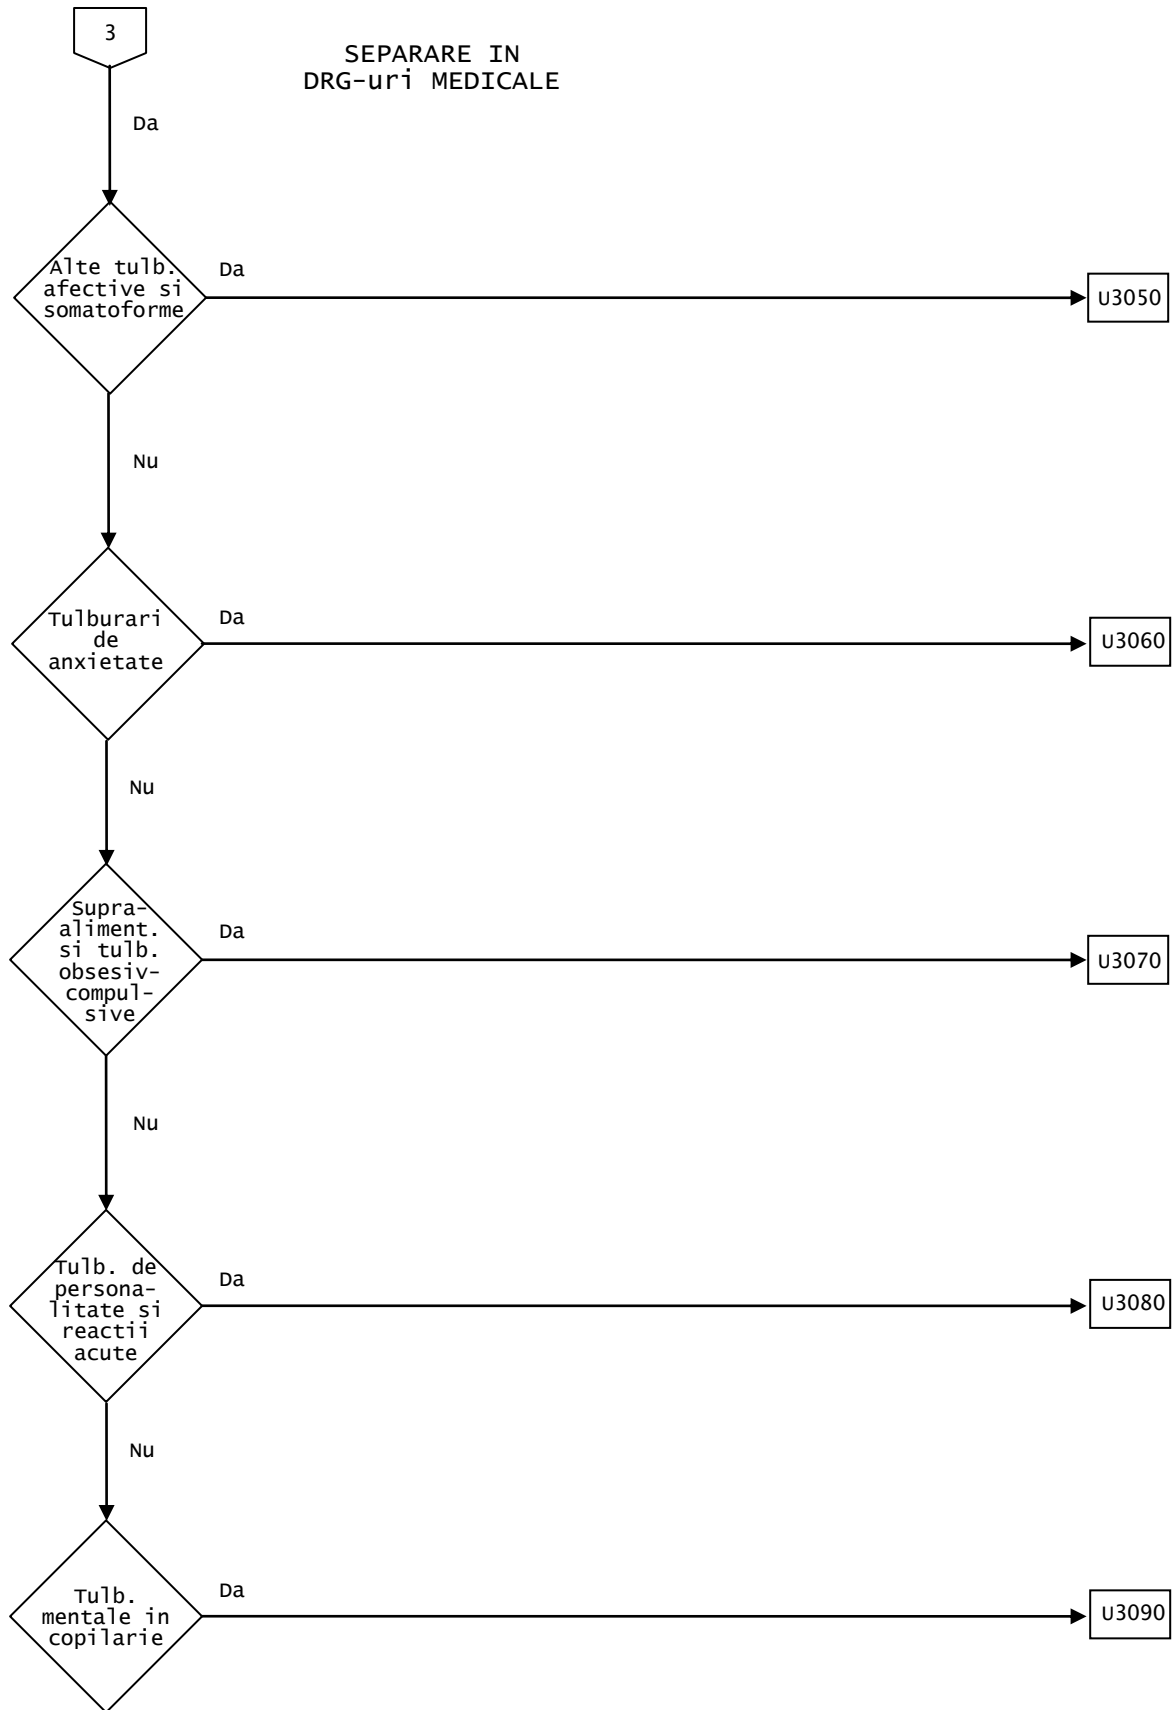 3
SEPARARE IN
DRG-uri MEDICALE
Da
Alte tulb.
afective si
somatoforme
Da
U3050
Nu
Tulburari
de
anxietate
Da
U3060
Nu
Supra-
aliment.
si tulb.
obsesiv-
compul-
sive
Da
U3070
Nu
Tulb. de
persona-
litate si
reactii
acute
Da
U3080
Nu
Tulb.
mentale in
copilarie
Da
U3090